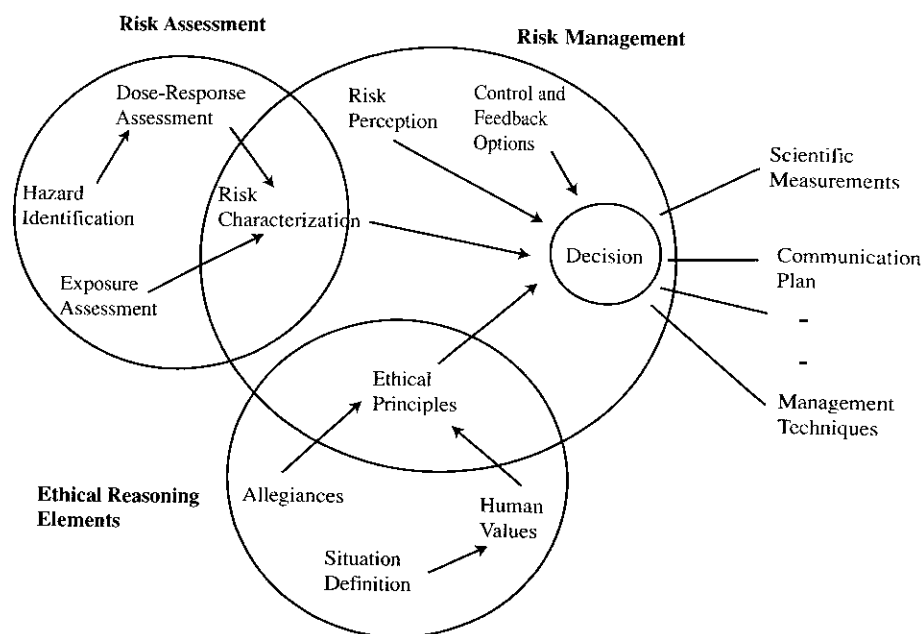 Risk Assessment
Risk Management
Dose-Response
Assessment
Risk
Perception
Control and
Feedback
Options
Scientific
Measurements
Hazard
Identification
Risk
Characterization
Decision
Communication
Plan
Exposure
Assessment
-
-
Ethical
Principles
Management
Techniques
Ethical Reasoning
Elements
Allegiances
Human
Values
Situation
Definition